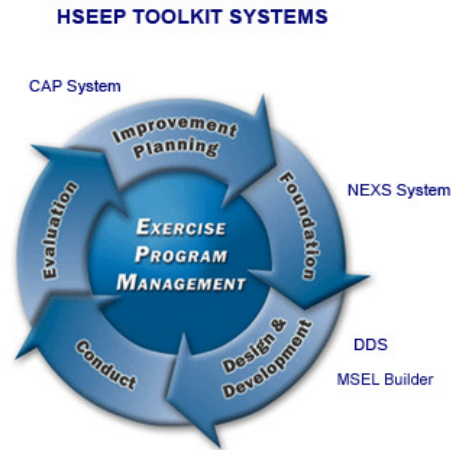 HSEEP TOOLKIT SYSTEMS
CAP System
Improvement
Planning
NEXS System
Foundation
Evaluation
EXERCISE
PROGRAM
MANAGEMENT
DDS
MSEL Builder
Design &
Development
Conduct